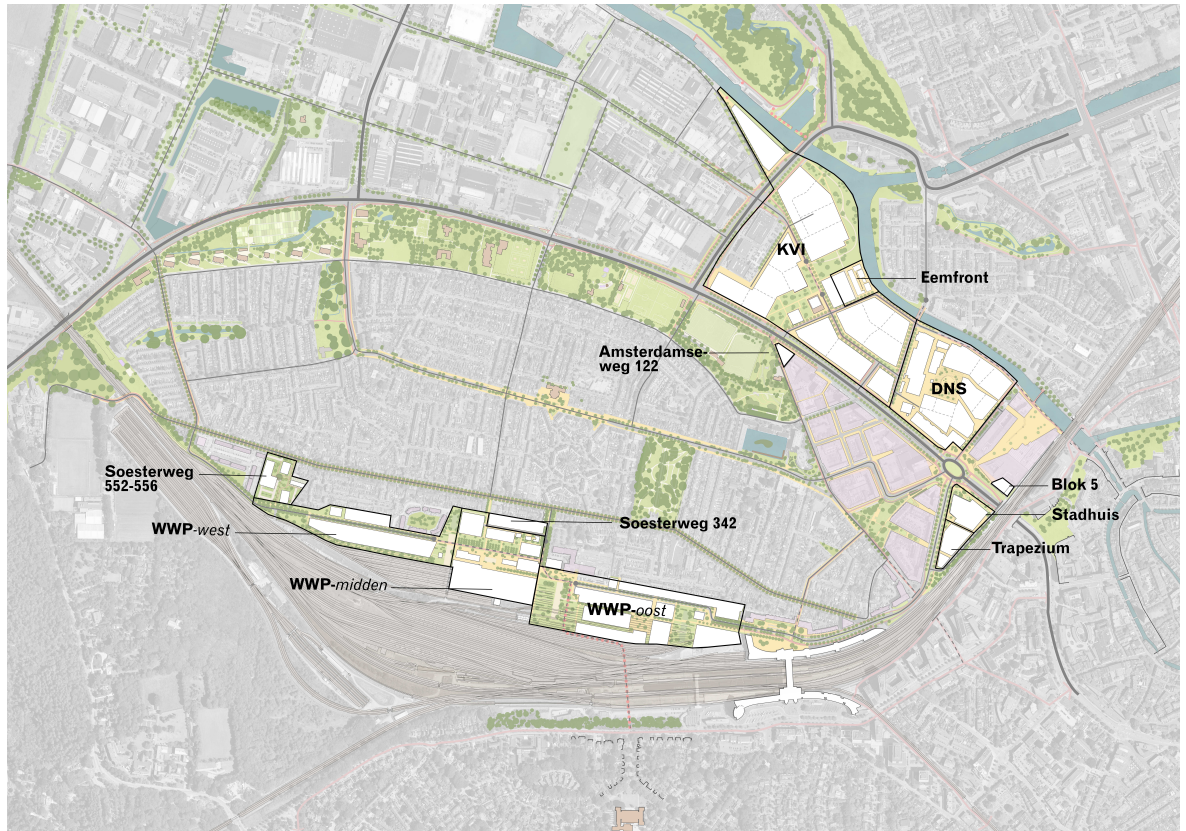 KVI
Eemfront
Amsterdamse-
weg 122
DNS
Soesterweg
552-556
Blok 5
Stadhuis
Soesterweg 342
WWP-west
Trapezium
WWP-midden
WWP-oost